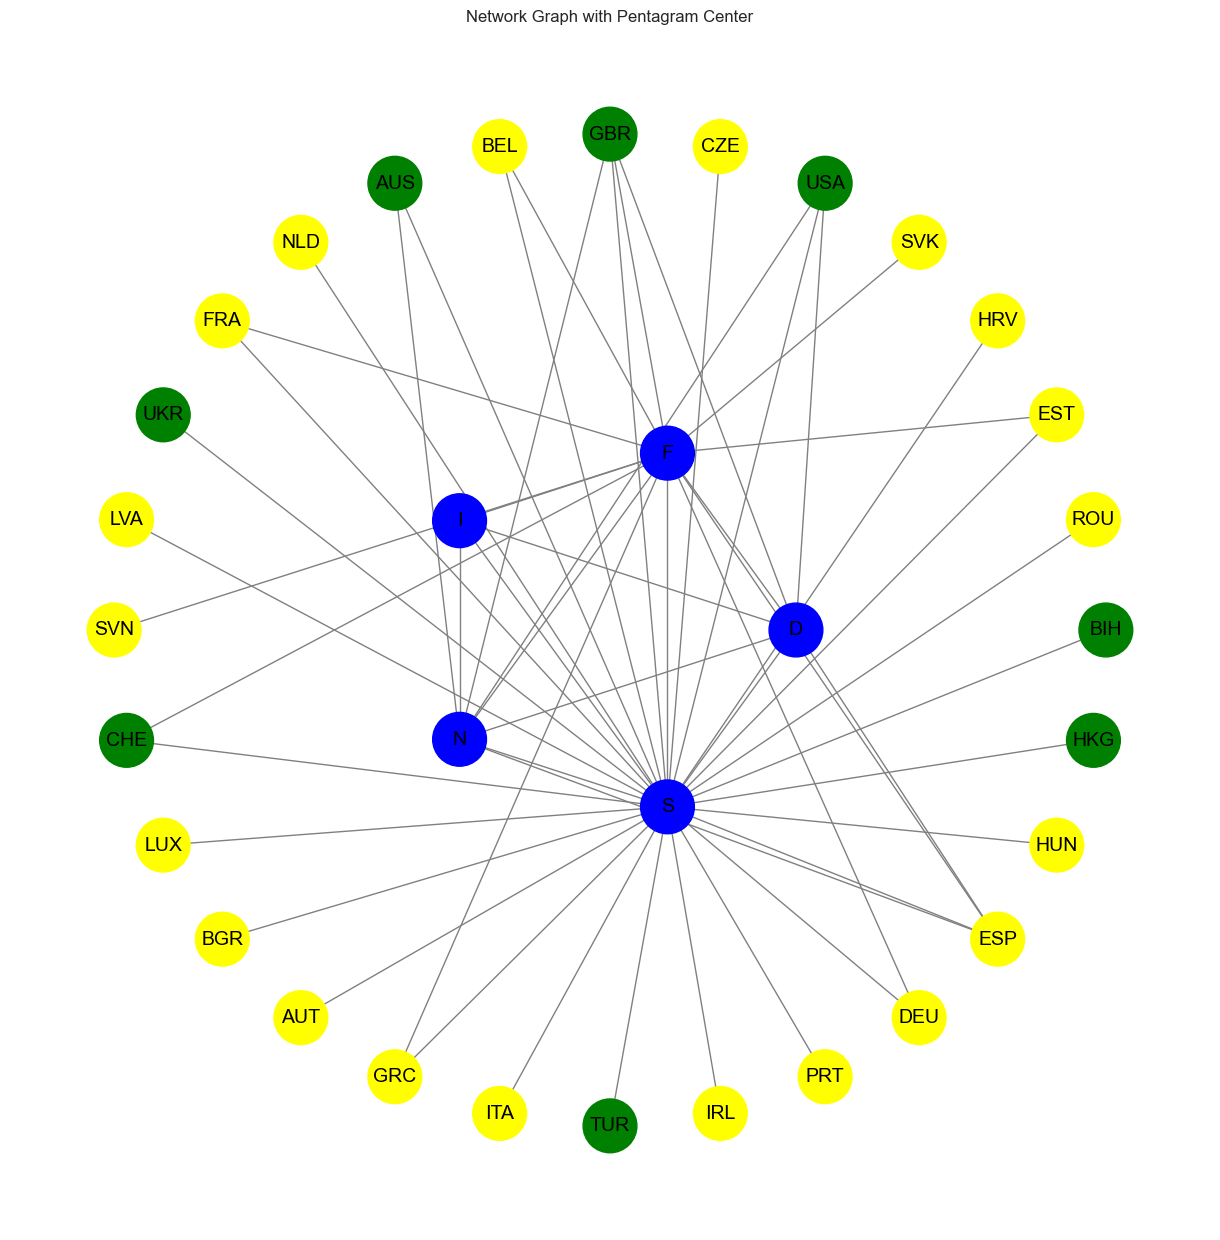 Network Graph with Pentagram Center
GBR
BEL
CZE
AUS
USA
NLD
SVK
FRA
HRV
UKR
EST
F
LVA
I
ROU
SVN
D
BIH
CHE
N
HKG
S
LUX
HUN
BGR
ESP
AUT
DEU
GRC
PRT
ITA
IRL
TUR